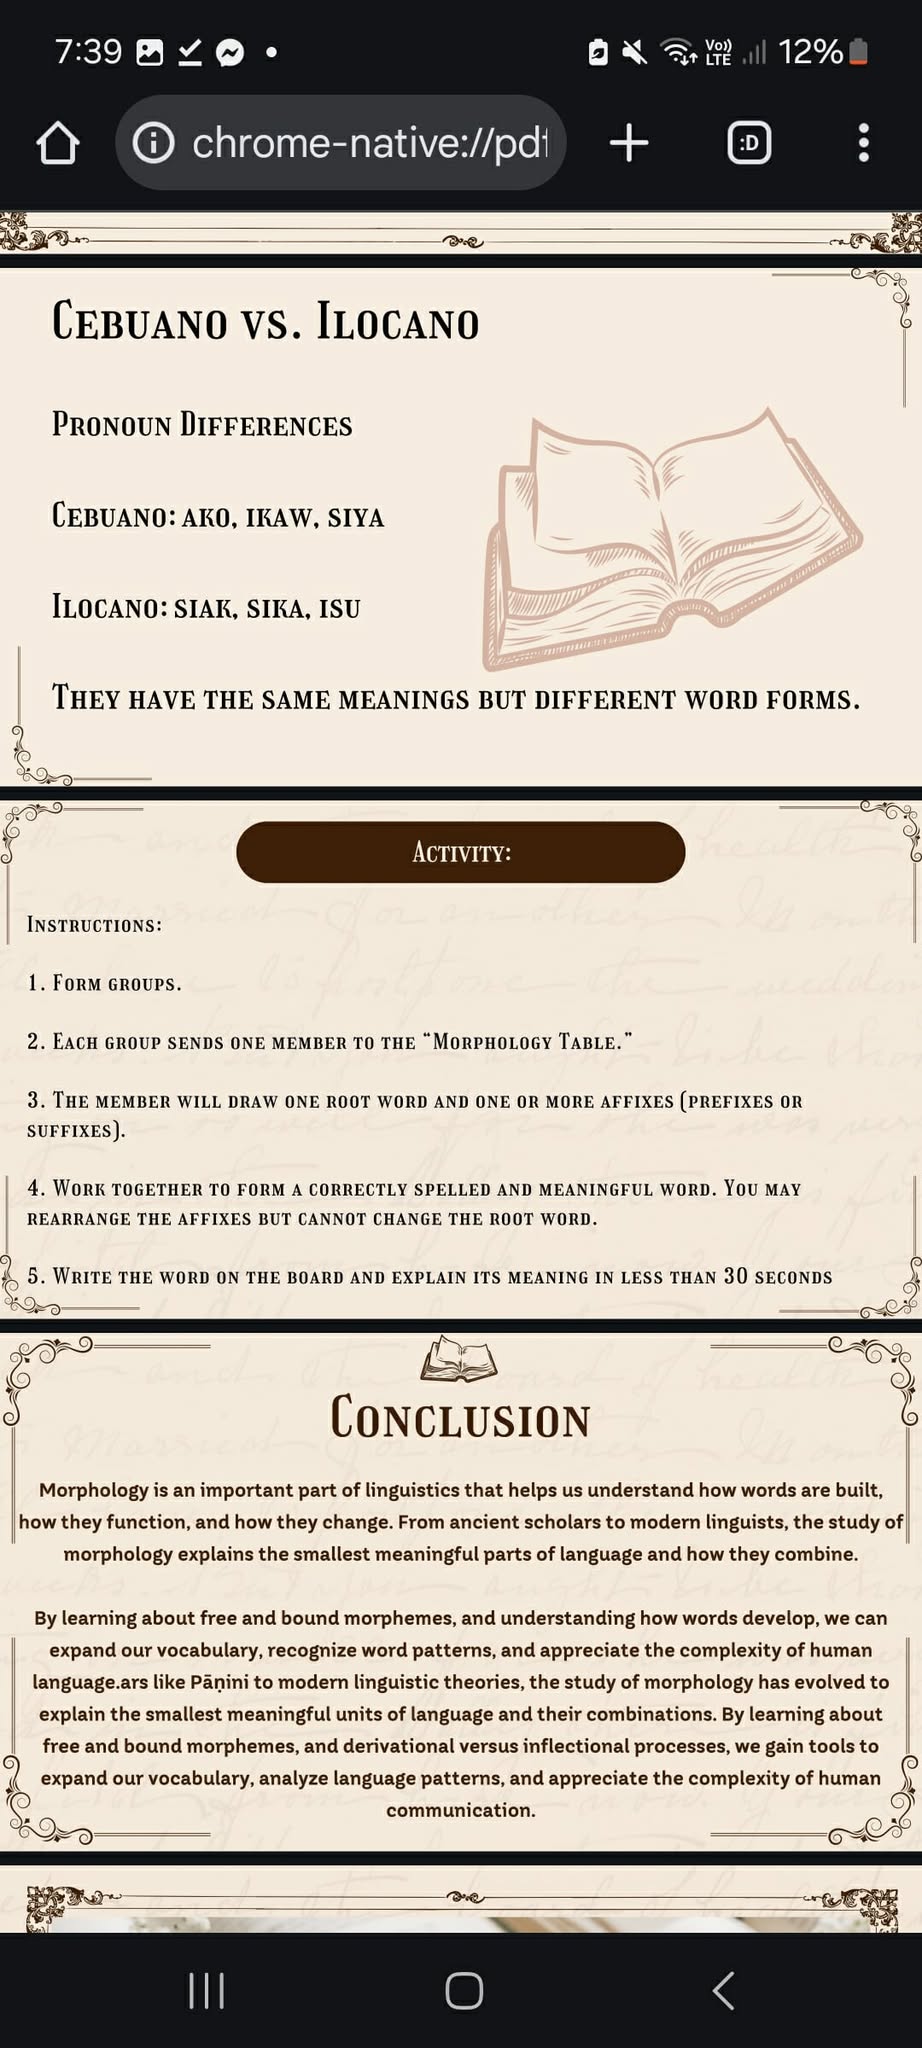 7:39
Vo))
LTE
12%
chrome-native://pdf
:D
Cebuano vs. Ilocano
Pronoun Differences
Cebuano: ako, ikaw, siya
Ilocano: siak, sika, isu
They have the same meanings but different word forms.
Activity:
Instructions:
1. Form groups.
2. Each group sends one member to the “Morphology Table.”
3. The member will draw one root word and one or more affixes (prefixes or
suffixes).
4. Work together to form a correctly spelled and meaningful word. You may
rearrange the affixes but cannot change the root word.
5. Write the word on the board and explain its meaning in less than 30 seconds
Conclusion
Morphology is an important part of linguistics that helps us understand how words are built,
how they function, and how they change. From ancient scholars to modern linguists, the study of
morphology explains the smallest meaningful parts of language and how they combine.
By learning about free and bound morphemes, and understanding how words develop, we can
expand our vocabulary, recognize word patterns, and appreciate the complexity of human
language.ars like Pāṇini to modern linguistic theories, the study of morphology has evolved to
explain the smallest meaningful units of language and their combinations. By learning about
free and bound morphemes, and derivational versus inflectional processes, we gain tools to
expand our vocabulary, analyze language patterns, and appreciate the complexity of human
communication.